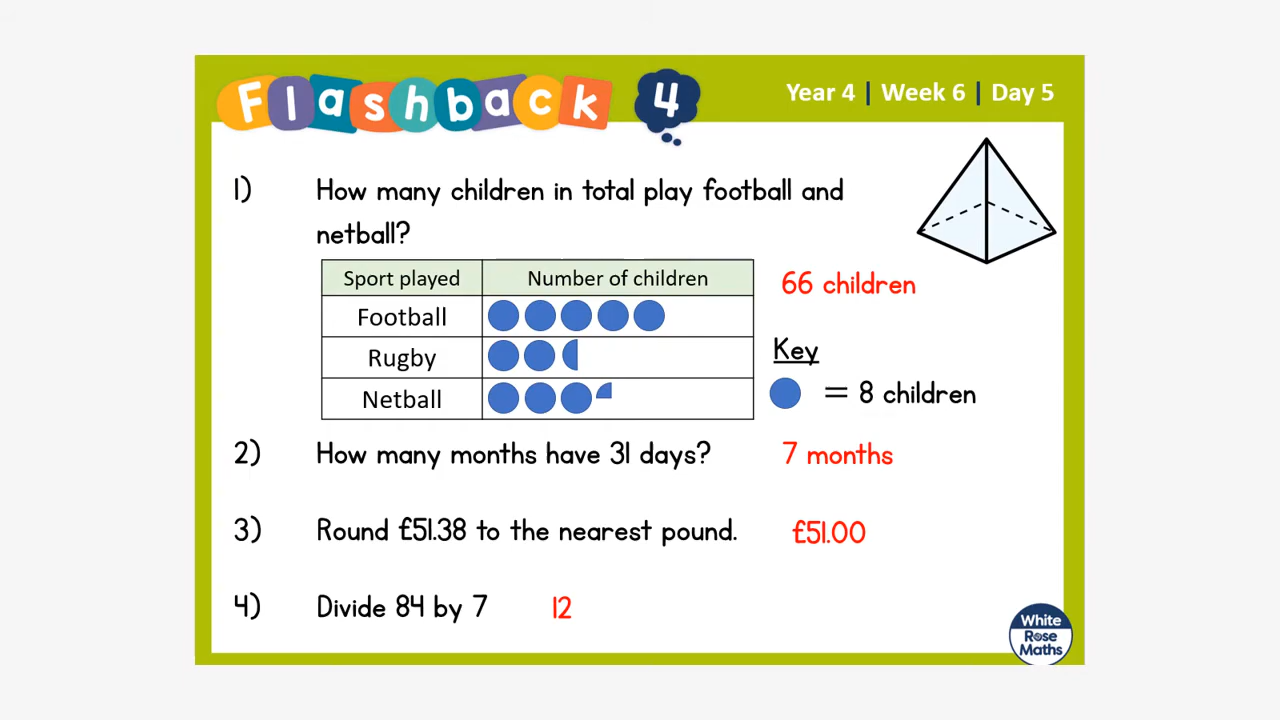 Flashback 4
Year 4 | Week 6 | Day 5
1) How many children in total play football and
netball?
Sport played Number of children
66 children
Football
Rugby
Key
Netball
= 8 children
2) How many months have 31 days? 7 months
3) Round £51.38 to the nearest pound. £51.00
4) Divide 84 by 7 12
White
Rose
Maths